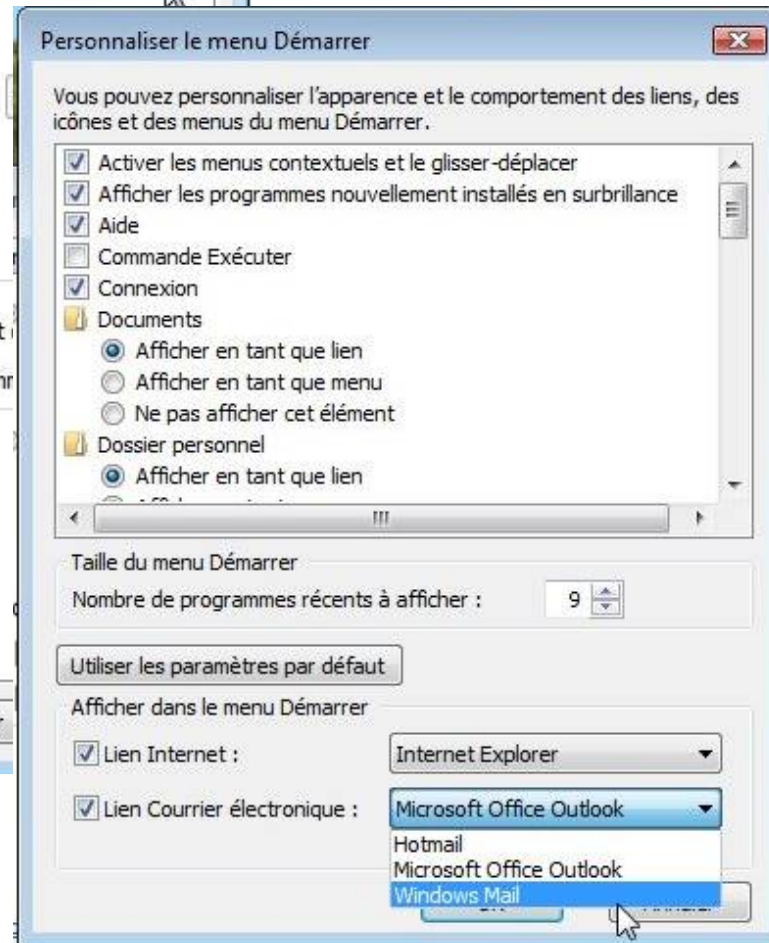 Personnaliser le menu Démarrer
Vous pouvez personnaliser l'apparence et le comportement des liens, des
icônes et des menus du menu Démarrer.
Activer les menus contextuels et le glisser-déplacer
Afficher les programmes nouvellement installés en surbrillance
Aide
Commande Exécuter
Connexion
Documents
Afficher en tant que lien
Afficher en tant que menu
Ne pas afficher cet élément
Dossier personnel
Afficher en tant que lien
Taille du menu Démarrer
Nombre de programmes récents à afficher : 9
Utiliser les paramètres par défaut
Afficher dans le menu Démarrer
Lien Internet : Internet Explorer
Lien Courrier électronique : Microsoft Office Outlook
Hotmail
Microsoft Office Outlook
Windows Mail